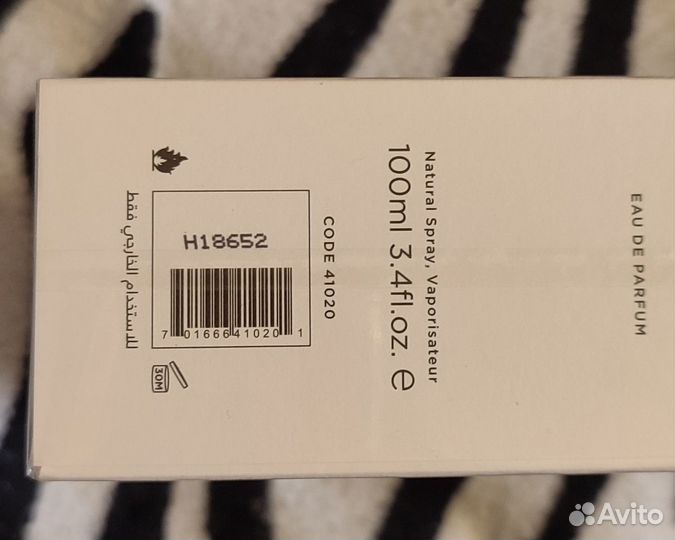 EAU DE PARFUM
Natural Spray, Vaporisateur
100ml 3.4fl.oz. e
CODE 41020
H18652
7 01666 41020 1
30M
للاستخدام الخارجي فقط
Avito